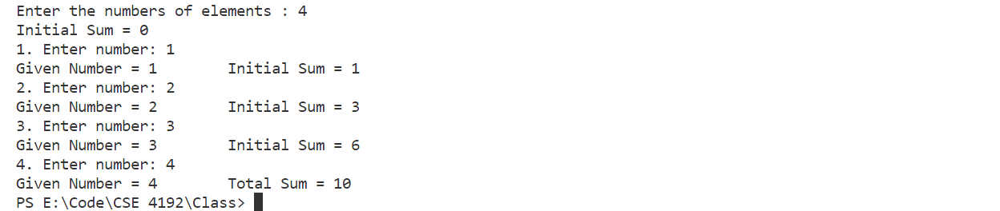 Enter the numbers of elements : 4
Initial Sum = 0
1. Enter number: 1
Given Number = 1        Initial Sum = 1
2. Enter number: 2
Given Number = 2        Initial Sum = 3
3. Enter number: 3
Given Number = 3        Initial Sum = 6
4. Enter number: 4
Given Number = 4        Total Sum = 10
PS E:\Code\CSE 4192\Class>